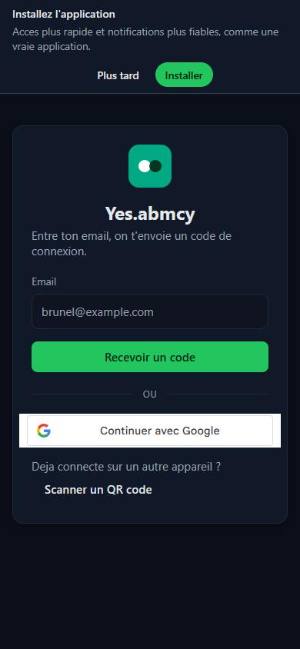 Installez l'application
Acces plus rapide et notifications plus fiables, comme une
vraie application.
Plus tard
Installer
Yes.abmcy
Entre ton email, on t'envoie un code de
connexion.
Email
brunel@example.com
Recevoir un code
OU
Continuer avec Google
Deja connecte sur un autre appareil ?
Scanner un QR code